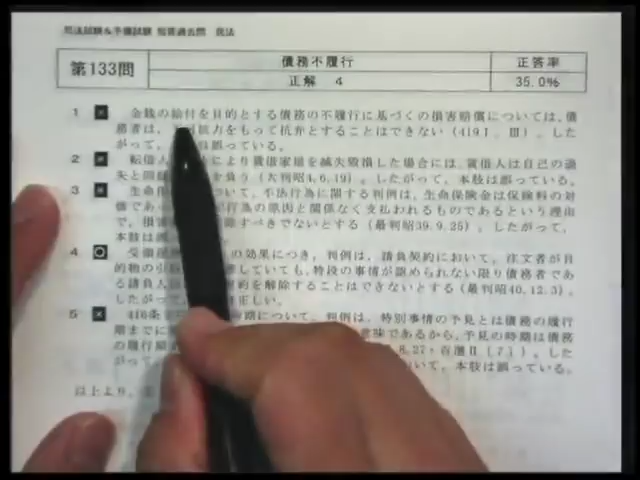 司法試験&予備試験 短答過去問 民法
第133問
債務不履行
正解 4
正答率
35.0%
1 × 金銭の給付を目的とする債務の不履行に基づく損害賠償については、債
務者は、不可抗力をもって抗弁とすることはできない(419Ⅰ、Ⅲ)。した
がって、 は誤っている。
2 × 転借人 により賃借家屋を滅失毀損した場合には、賃借人は自己の過
失と同 を負う(大判昭4.6.19)。したがって、本肢は誤っている。
3 × 生命保 ついて、不法行為に関する判例は、生命保険金は保険料の対
価であ 行為の原因と関係なく支払われるものであるという理由
で、損害 除すべきでないとする(最判昭39.9.25)。したがって、
本肢は誤
4 ○ 受領遅 の効果につき、判例は、請負契約において、注文者が目
的物の引 していても、特段の事情が認められない限り債務者であ
る請負人 約を解除することはできないとする(最判昭40.12.3)。
したがっ 正しい。
5 × 416条 期について、判例は、特別事情の予見とは債務の履行
期までに 意味であるから、予見の時期は債務
の履行期 8.27・百選Ⅱ〔7〕)。した
がって いて、本肢は誤っている。
以上より、